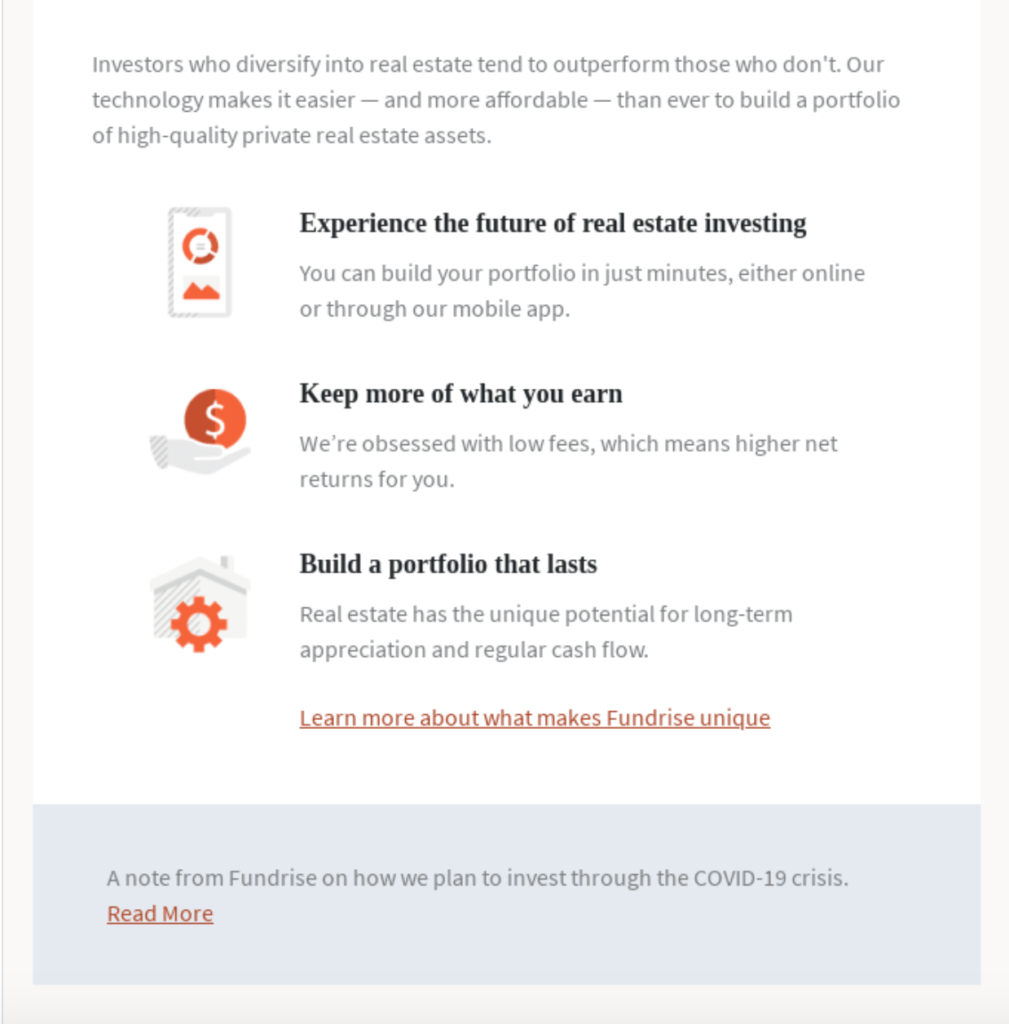 Investors who diversify into real estate tend to outperform those who don't. Our
technology makes it easier — and more affordable — than ever to build a portfolio
of high-quality private real estate assets.
Experience the future of real estate investing
You can build your portfolio in just minutes, either online
or through our mobile app.
$
Keep more of what you earn
We’re obsessed with low fees, which means higher net
returns for you.
Build a portfolio that lasts
Real estate has the unique potential for long-term
appreciation and regular cash flow.
Learn more about what makes Fundrise unique
A note from Fundrise on how we plan to invest through the COVID-19 crisis.
Read More